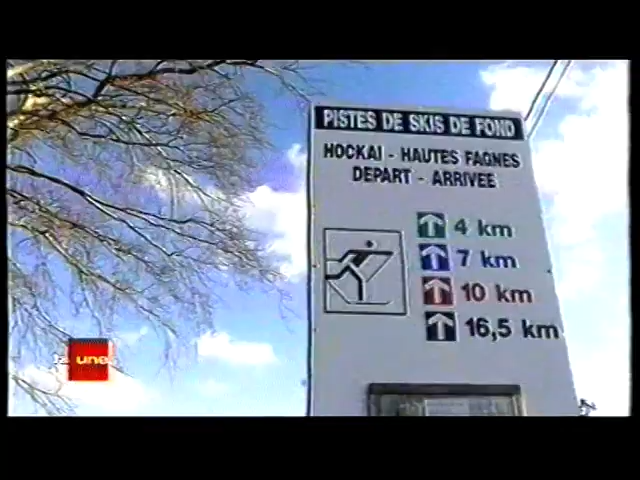 PISTES DE SKIS DE FOND
HOCKAI - HAUTES FAGNES
DEPART - ARRIVEE
4 km
7 km
10 km
16,5 km
la une